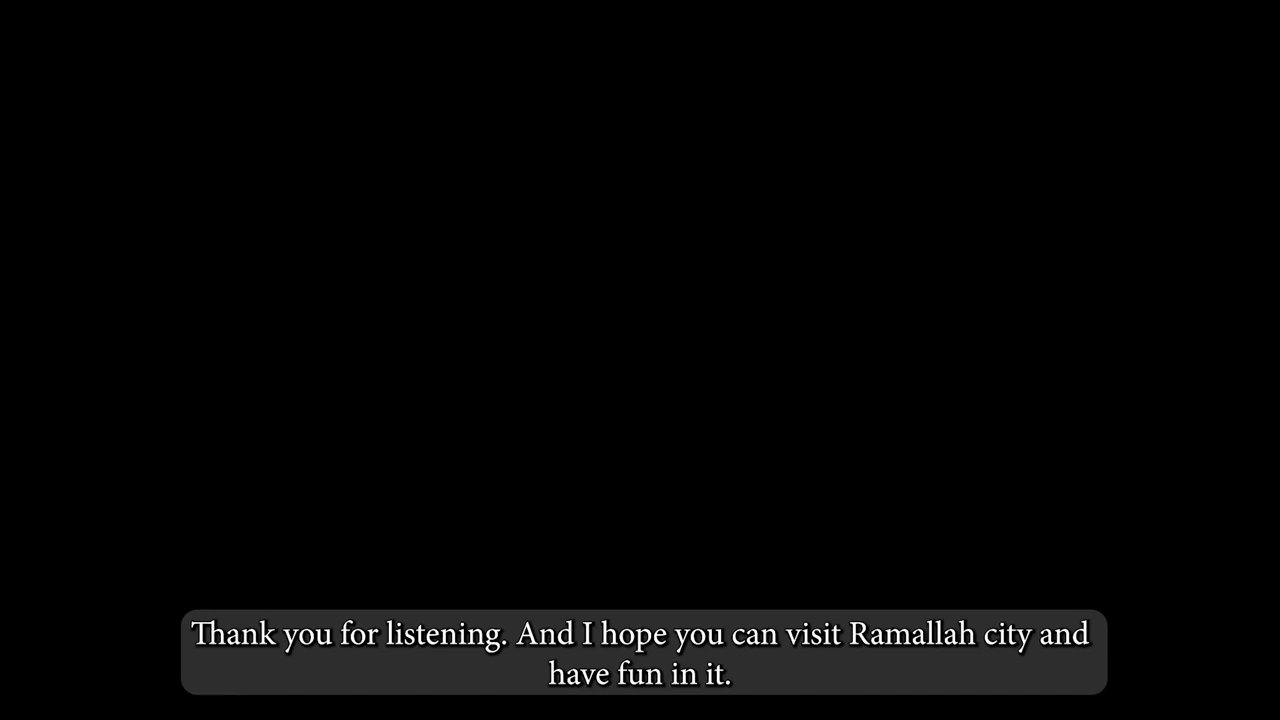 Thank you for listening. And I hope you can visit Ramallah city and
have fun in it.